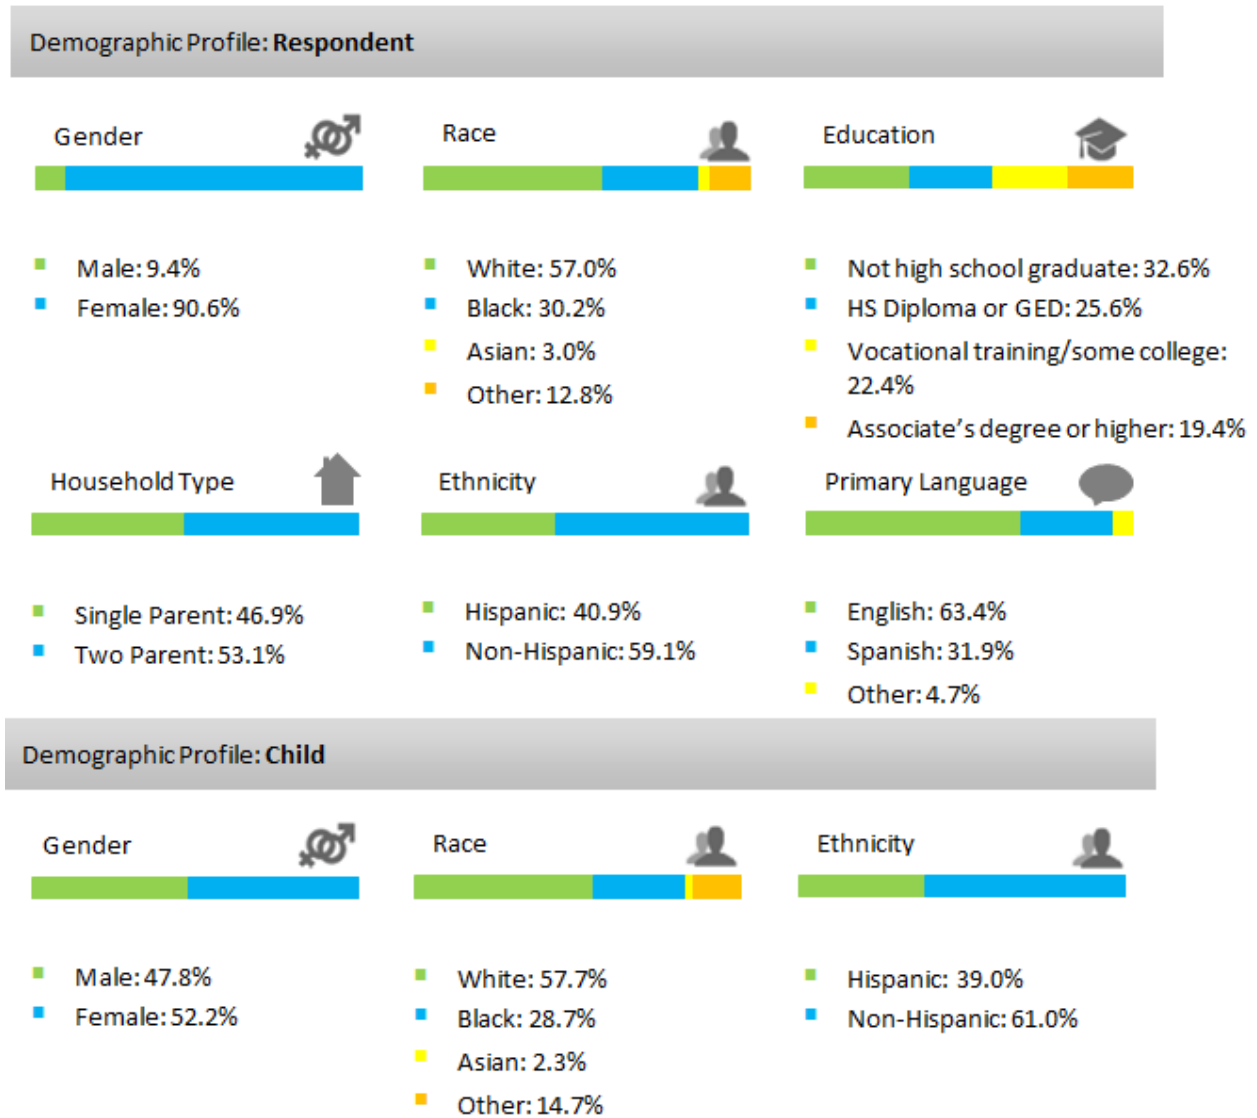 Demographic Profile: Respondent
Gender
Male: 9.4%
Female: 90.6%
Race
White: 57.0%
Black: 30.2%
Asian: 3.0%
Other: 12.8%
Education
Not high school graduate: 32.6%
HS Diploma or GED: 25.6%
Vocational training/some college:
22.4%
Associate’s degree or higher: 19.4%
Household Type
Single Parent: 46.9%
Two Parent: 53.1%
Ethnicity
Hispanic: 40.9%
Non-Hispanic: 59.1%
Primary Language
English: 63.4%
Spanish: 31.9%
Other: 4.7%
Demographic Profile: Child
Gender
Male: 47.8%
Female: 52.2%
Race
White: 57.7%
Black: 28.7%
Asian: 2.3%
Other: 14.7%
Ethnicity
Hispanic: 39.0%
Non-Hispanic: 61.0%